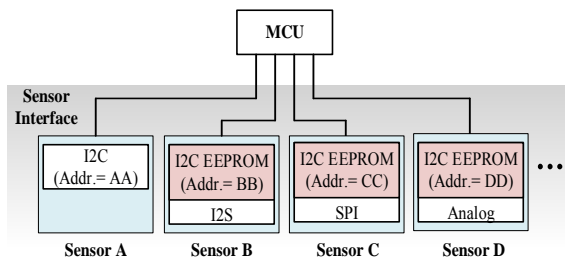 MCU
Sensor
Interface
I2C
(Addr.= AA)
I2C EEPROM
(Addr.= BB)
I2S
I2C EEPROM
(Addr.= CC)
SPI
I2C EEPROM
(Addr.= DD)
Analog
...
Sensor A
Sensor B
Sensor C
Sensor D